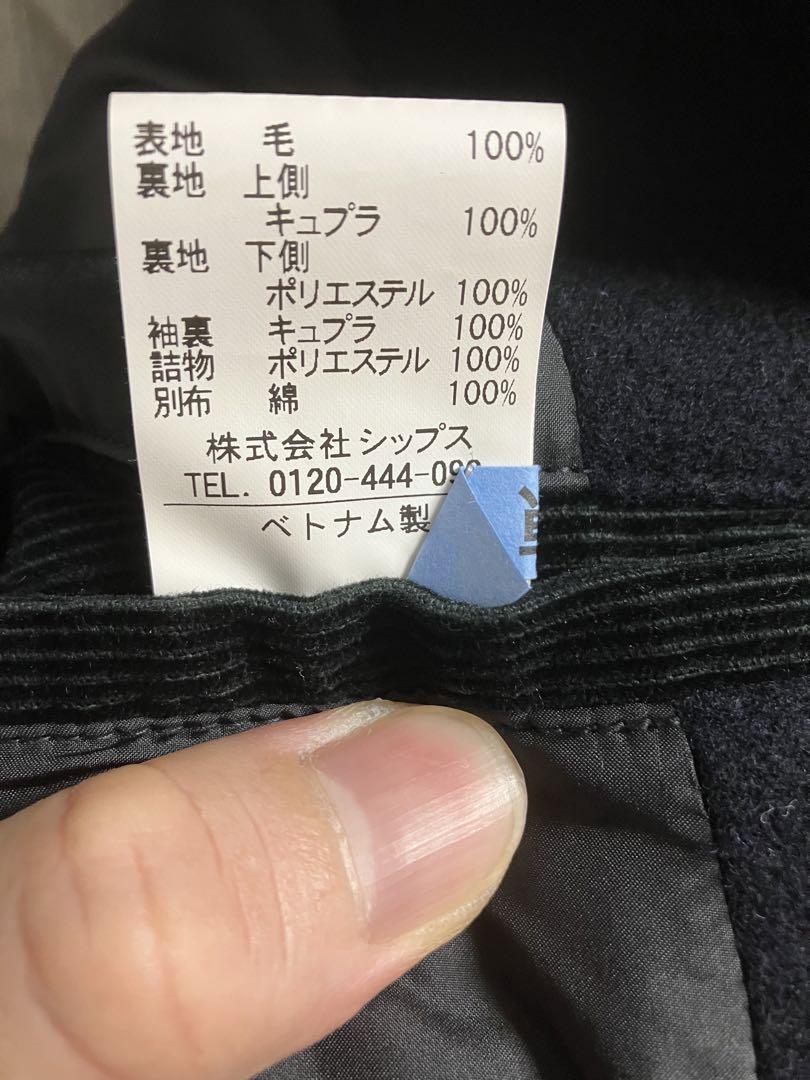 表地 毛 100%
裏地 上側
キュプラ 100%
裏地 下側
ポリエステル 100%
袖裏 キュプラ 100%
詰物 ポリエステル 100%
別布 綿 100%
株式会社 シップス
TEL. 0120-444-09
ベトナム製